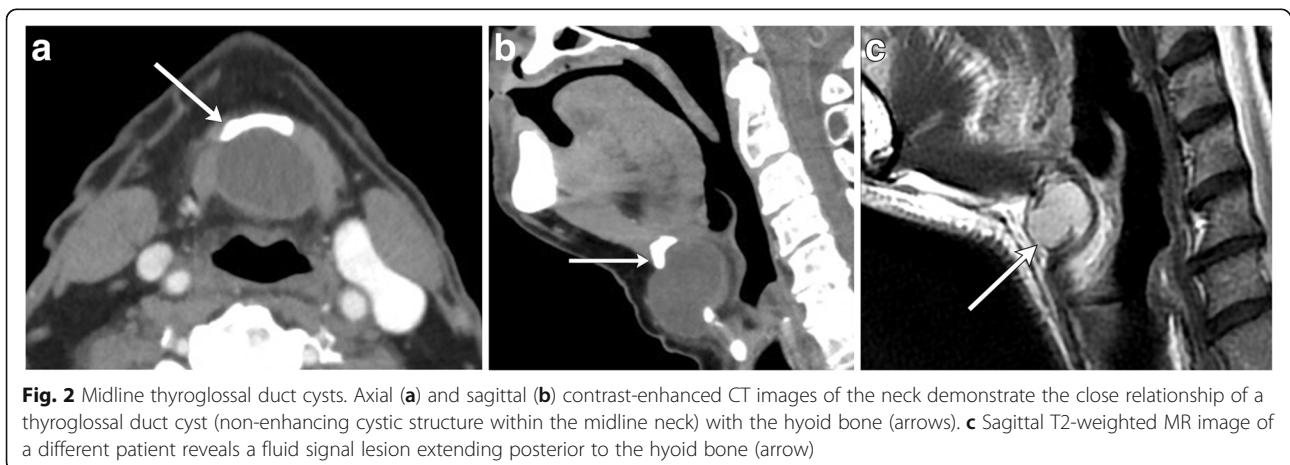 a
b
c
Fig. 2 Midline thyroglossal duct cysts. Axial (a) and sagittal (b) contrast-enhanced CT images of the neck demonstrate the close relationship of a
thyroglossal duct cyst (non-enhancing cystic structure within the midline neck) with the hyoid bone (arrows). c Sagittal T2-weighted MR image of
a different patient reveals a fluid signal lesion extending posterior to the hyoid bone (arrow)